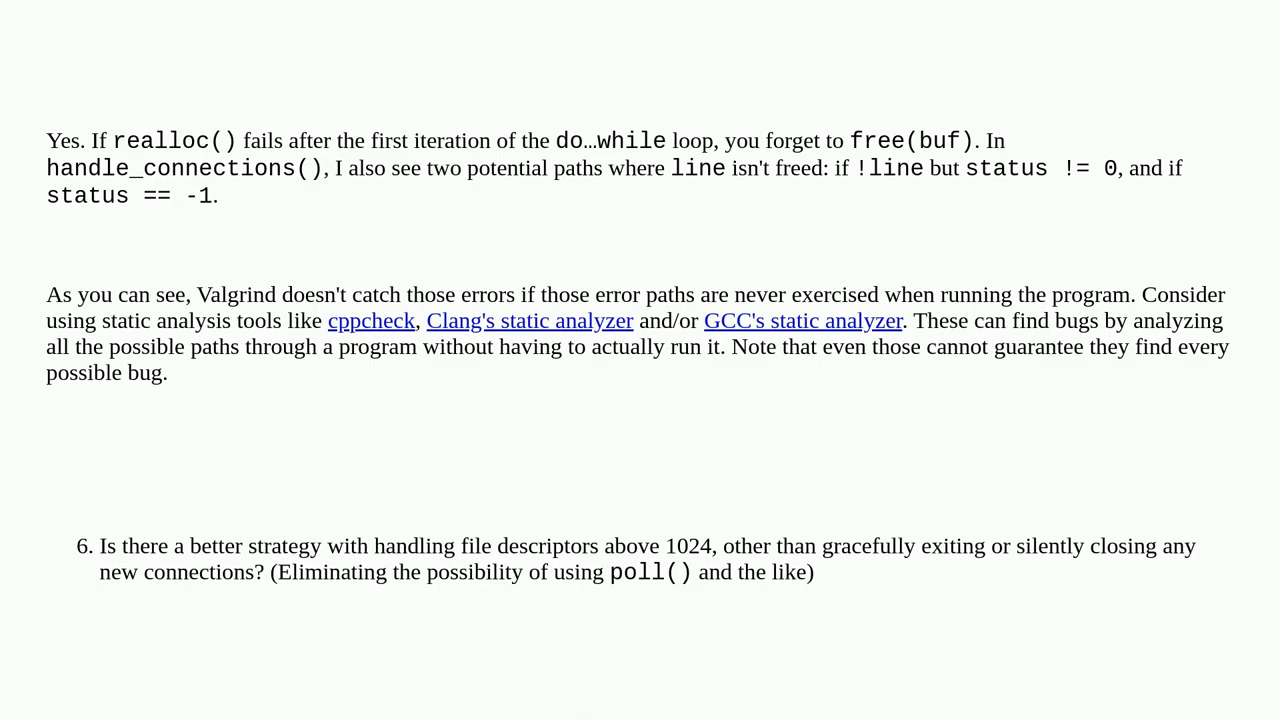 Yes. If realloc() fails after the first iteration of the do…while loop, you forget to free(buf). In
handle_connections(), I also see two potential paths where line isn't freed: if !line but status != 0, and if
status == -1.
As you can see, Valgrind doesn't catch those errors if those error paths are never exercised when running the program. Consider
using static analysis tools like cppcheck, Clang's static analyzer and/or GCC's static analyzer. These can find bugs by analyzing
all the possible paths through a program without having to actually run it. Note that even those cannot guarantee they find every
possible bug.
6. Is there a better strategy with handling file descriptors above 1024, other than gracefully exiting or silently closing any
new connections? (Eliminating the possibility of using poll() and the like)